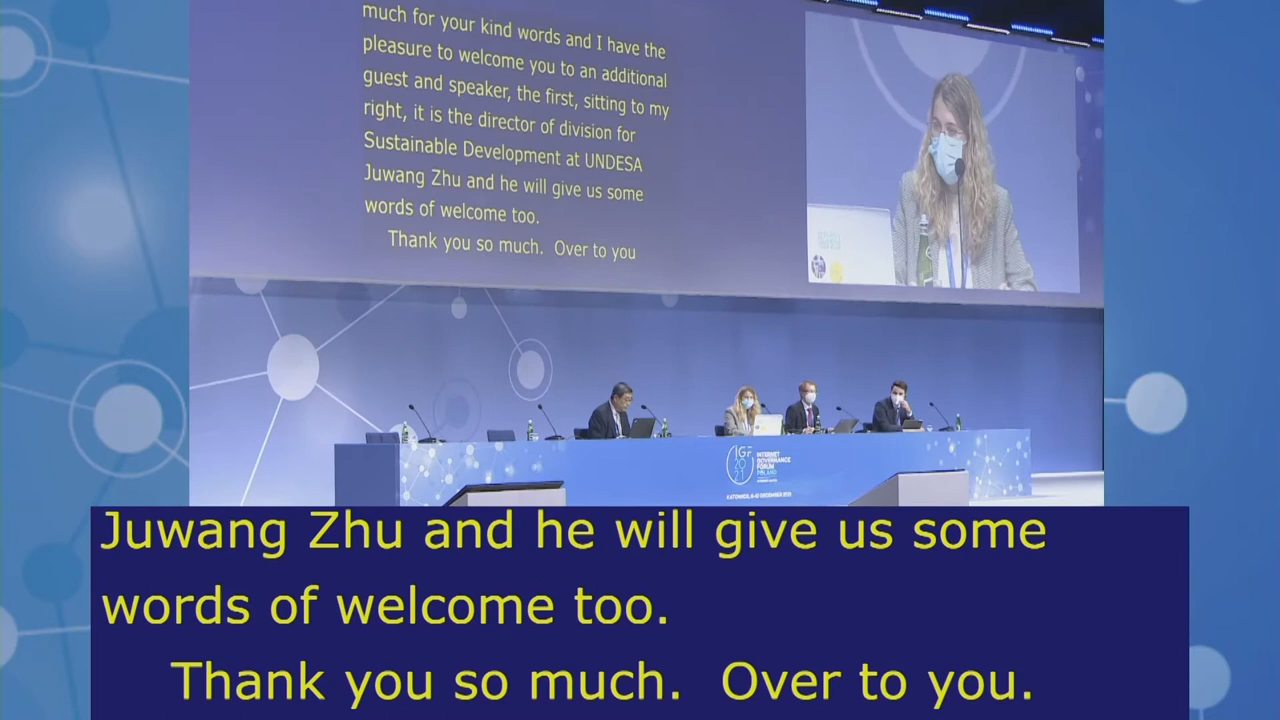 much for your kind words and I have the
pleasure to welcome you to an additional
guest and speaker, the first, sitting to my
right, it is the director of division for
Sustainable Development at UNDESA
Juwang Zhu and he will give us some
words of welcome too.
Thank you so much.  Over to you
IGF
20
21
INTERNET
GOVERNANCE
FORUM
POLAND
Juwang Zhu and he will give us some
words of welcome too.
Thank you so much.  Over to you.